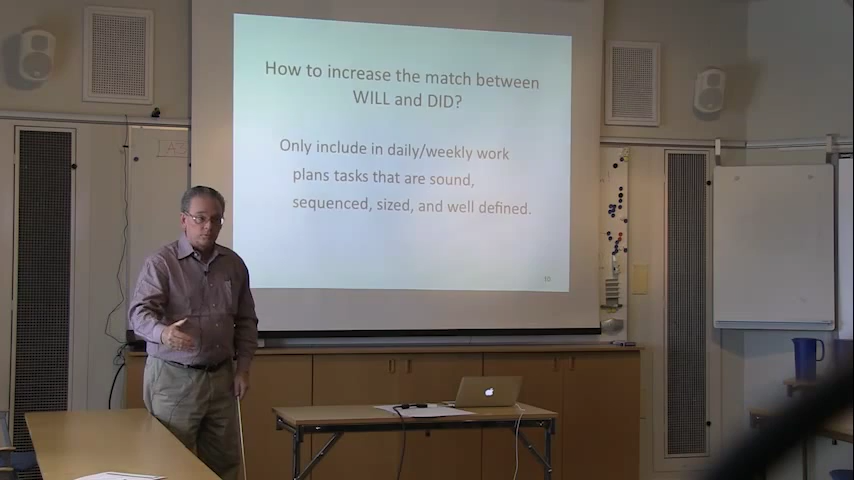 How to increase the match between
WILL and DID?
Only include in daily/weekly work
plans tasks that are sound,
sequenced, sized, and well defined.
10